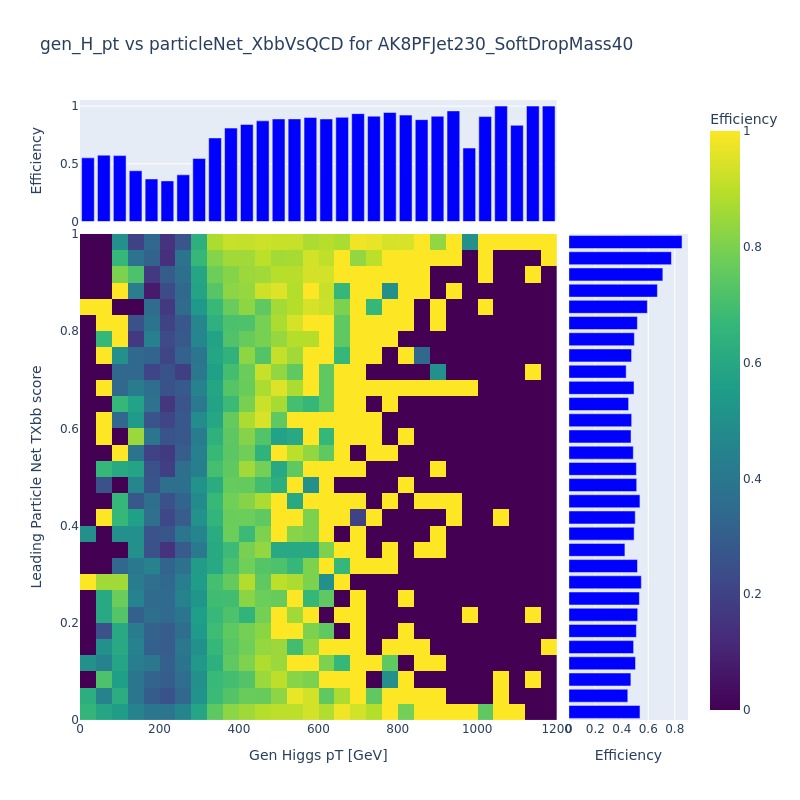 gen_H_pt vs particleNet_XbbVsQCD for AK8PFJet230_SoftDropMass40
Efficiency
1
0.5
0
Efficiency
1
0.8
0.6
0.4
0.2
0
Leading Particle Net TXbb score
1
0.8
0.6
0.4
0.2
0
0 200 400 600 800 1000 1200
Gen Higgs pT [GeV]
0 0.2 0.4 0.6 0.8
Efficiency